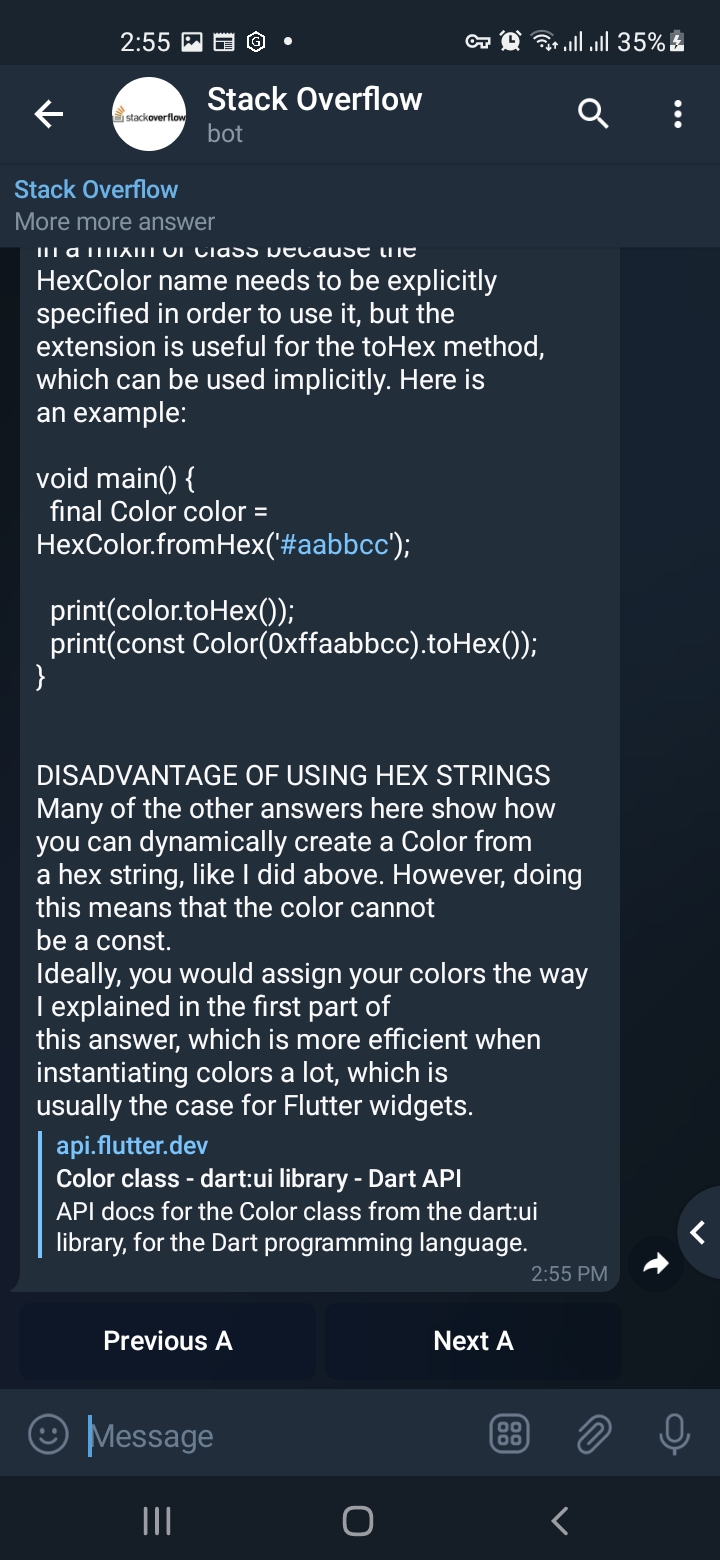 2:55
35%
stackoverflow
Stack Overflow
bot
Stack Overflow
More more answer
in a mixin or class because the
HexColor name needs to be explicitly
specified in order to use it, but the
extension is useful for the toHex method,
which can be used implicitly. Here is
an example:
void main() {
final Color color =
HexColor.fromHex('#aabbcc');
print(color.toHex());
print(const Color(0xffaabbcc).toHex());
}
DISADVANTAGE OF USING HEX STRINGS
Many of the other answers here show how
you can dynamically create a Color from
a hex string, like I did above. However, doing
this means that the color cannot
be a const.
Ideally, you would assign your colors the way
I explained in the first part of
this answer, which is more efficient when
instantiating colors a lot, which is
usually the case for Flutter widgets.
api.flutter.dev
Color class - dart:ui library - Dart API
API docs for the Color class from the dart:ui
library, for the Dart programming language.
2:55 PM
Previous A
Next A
Message